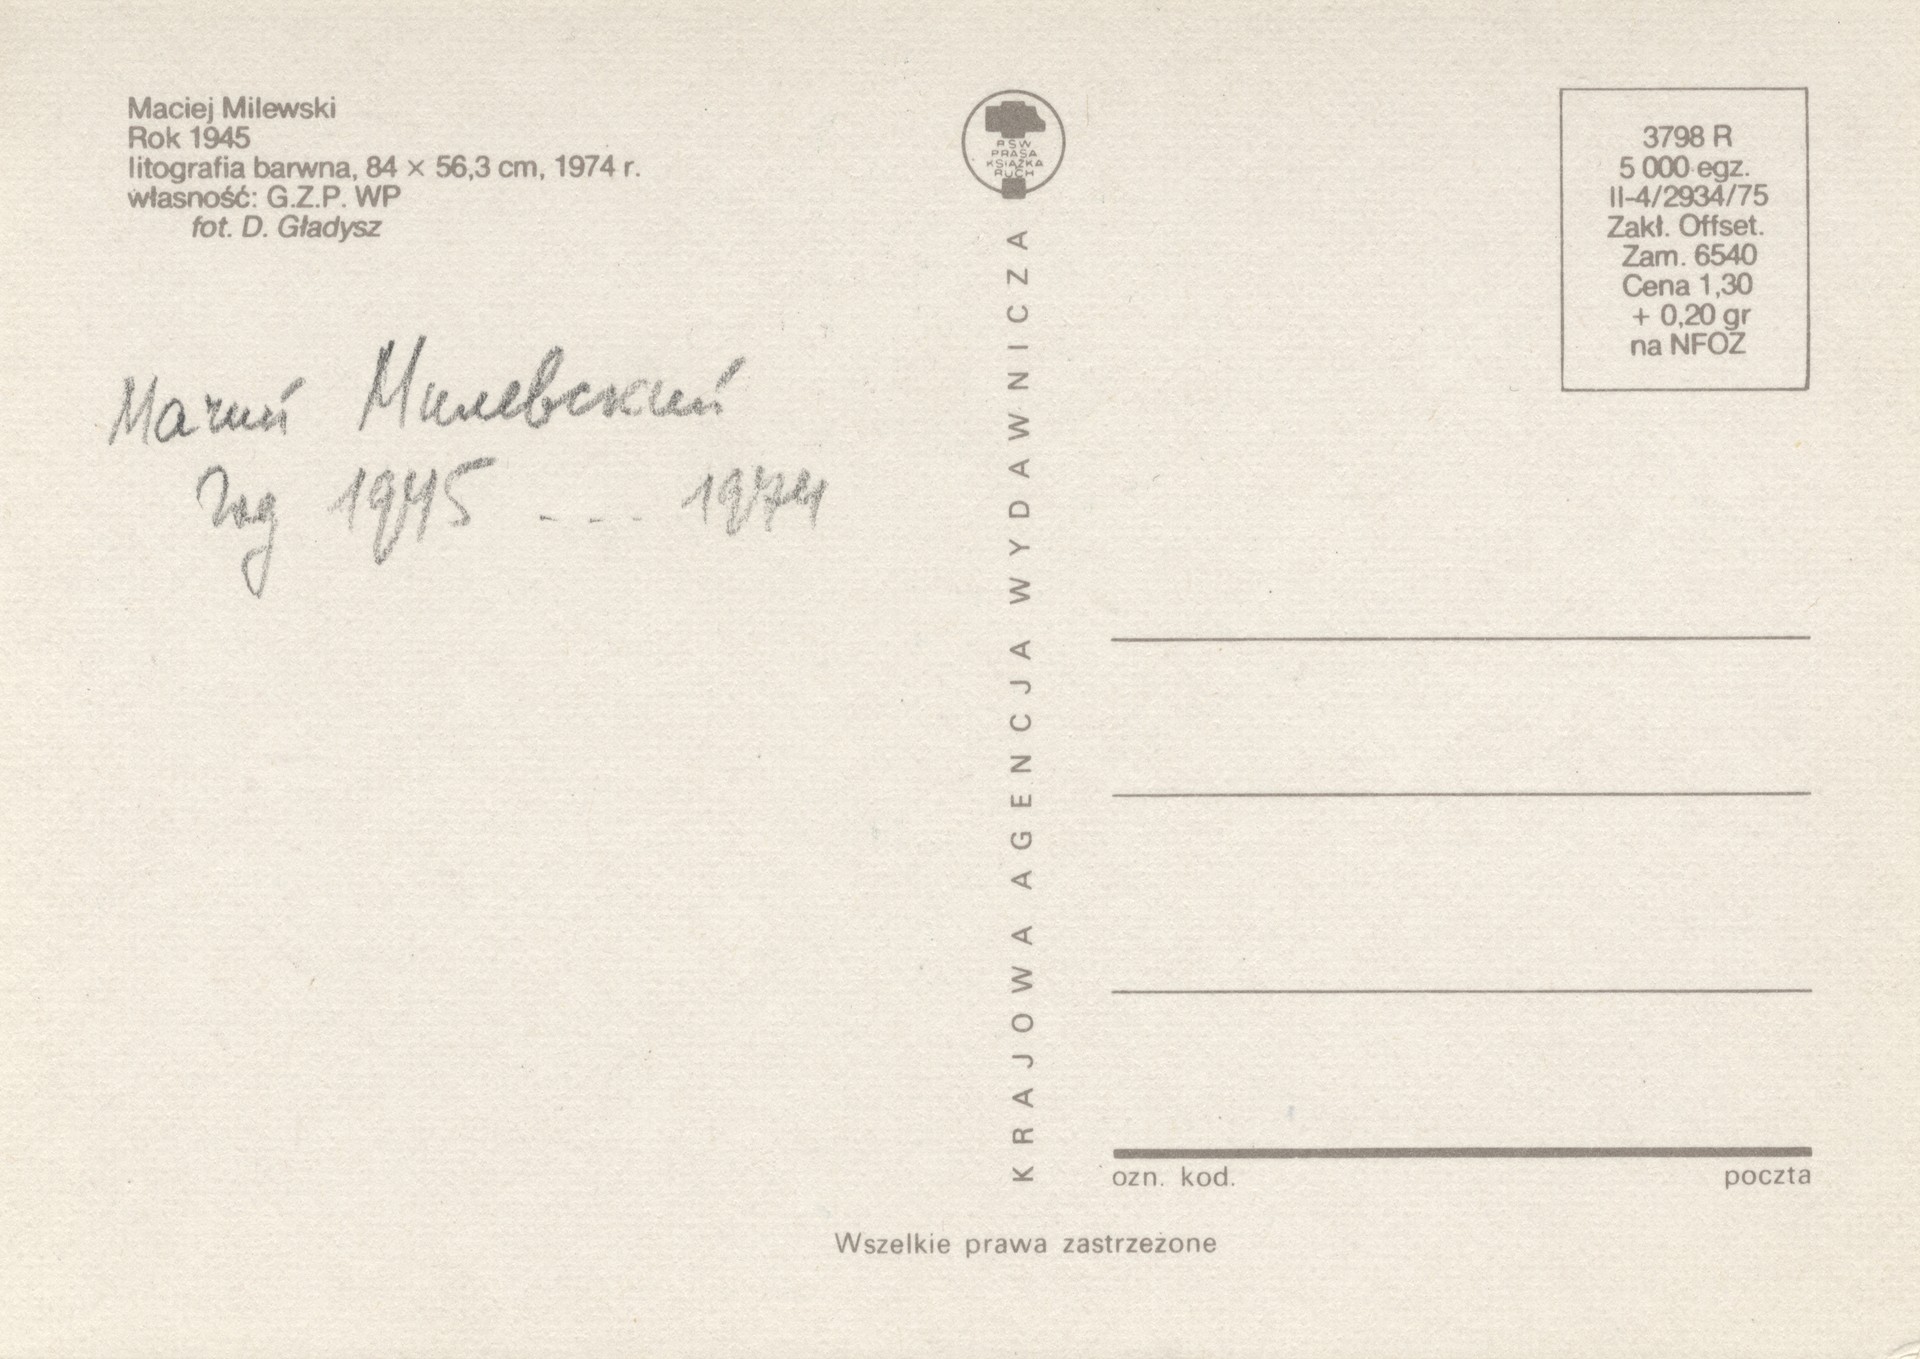 Maciej Milewski
Rok 1945
litografia barwna, 84 × 56,3 cm, 1974 r.
własność: G.Z.P. WP
fot. D. Gładysz
Маций Милевский
год 1945 - - - 1974
RSW
PRASA
KSIĄŻKA
RUCH
KRAJOWA AGENCJA WYDAWNICZA
3798 R
5 000 egz.
II-4/2934/75
Zakł. Offset.
Zam. 6540
Cena 1,30
+ 0,20 gr
na NFOZ
ozn. kod.
poczta
Wszelkie prawa zastrzeżone